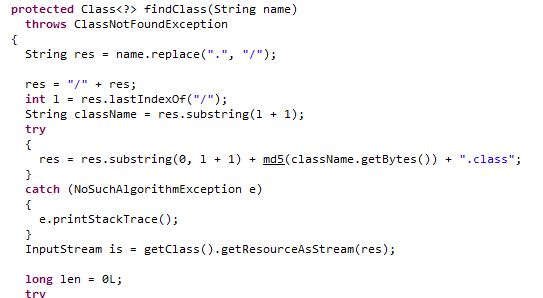 protected Class<?> findClass(String name)
throws ClassNotFoundException
{
String res = name.replace(".", "/");
res = "/" + res;
int l = res.lastIndexOf("/");
String className = res.substring(l + 1);
try
{
res = res.substring(0, l + 1) + md5(className.getBytes()) + ".class";
}
catch (NoSuchAlgorithmException e)
{
e.printStackTrace();
}
InputStream is = getClass().getResourceAsStream(res);
long len = 0L;
try